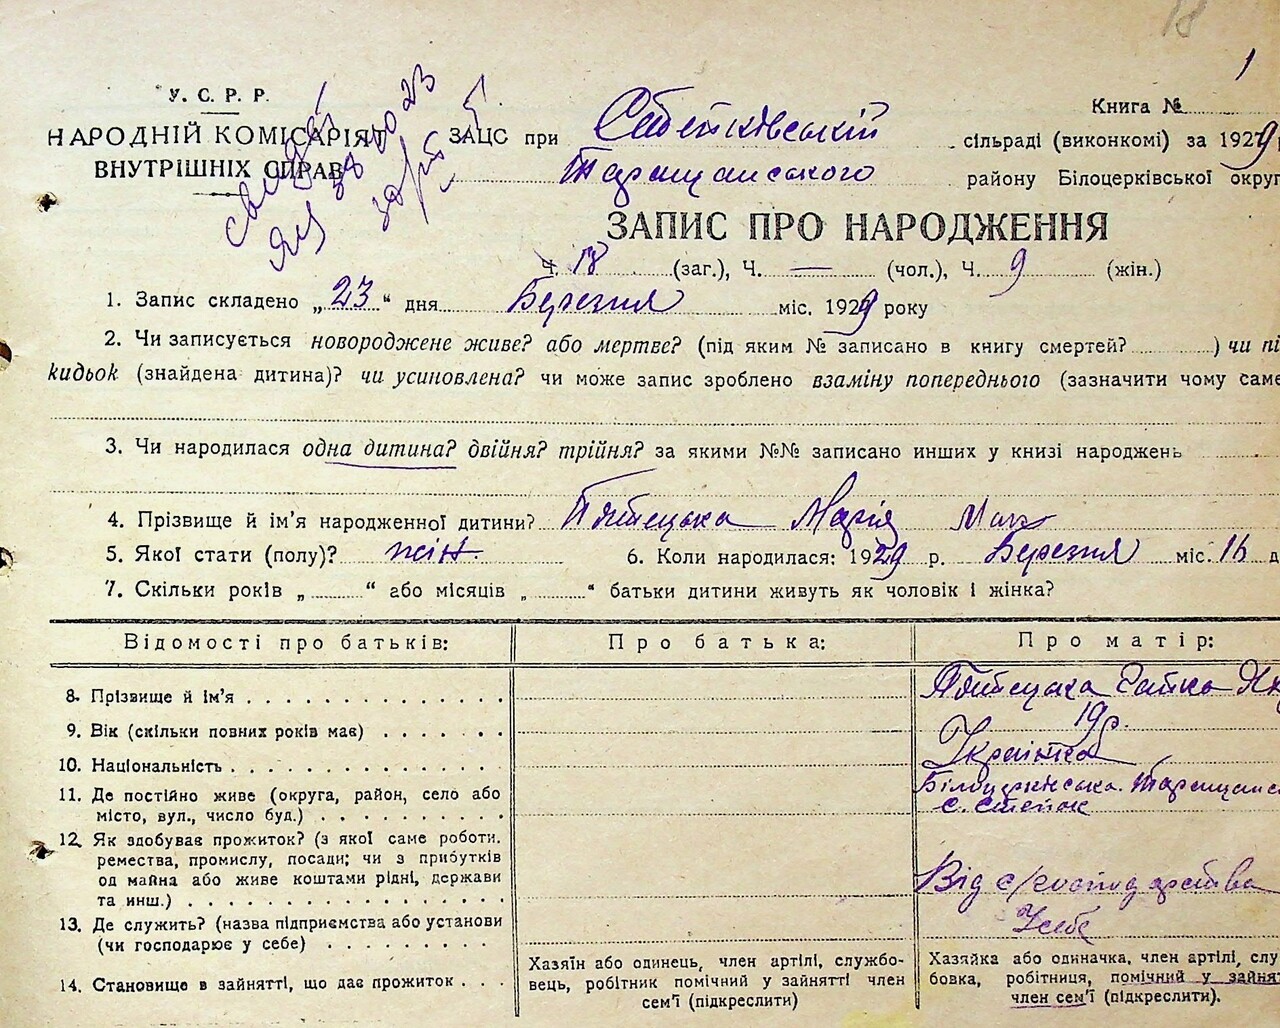 18
1
У. С. Р. Р.
НАРОДНІЙ КОМІСАРІЯТ
ВНУТРІШНІХ СПРАВ
ЗАЦС при
Книга №
сільраді (виконкомі) за 1929 р
Таращанського району Білоцерківської округ
ЗАПИС ПРО НАРОДЖЕННЯ
Ч. 18 (заг.), Ч. — (чол.), Ч. 9 (жін.)
1. Запис складено „ 23 “ дня Березня міс. 1929 року
2. Чи записується новороджене живе? або мертве? (під яким № записано в книгу смертей? ) чи пі
кидьок (знайдена дитина)? чи усиновлена? чи може запис зроблено взаміну попереднього (зазначити чому саме
3. Чи народилася одна дитина? двійня? трійня? за якими №№ записано инших у книзі народжень
4. Прізвище й ім’я народженної дитини? Марія
5. Якої стати (полу)? жін. 6. Коли народилася: 1929 р. Березня міс. 16 д
7. Скільки років „ “ або місяців „ “ батьки дитини живуть як чоловік і жінка?
Відомості про батьків: Про батька: Про матір:
8. Прізвище й ім’я
9. Вік (скільки повних років має) 19 р.
10. Національність Українка
11. Де постійно живе (округа, район, село або
місто, вул., число буд.)
Білоцерківська. Таращанс
с. Степок
12. Як здобуває прожиток? (з якої саме роботи.
ремества, промислу, посади; чи з прибутків
од майна або живе коштами рідні, держави
та инш.)
Від с/господарства
13. Де служить? (назва підприємства або установи
(чи господарює у себе)
У себе
14. Становище в зайнятті, що дає прожиток
Хазяїн або одинець, член артілі, службо-
вець, робітник помічний у зайнятті член
сем’ї (підкреслити)
Хазяйка або одиначка, член артілі, слу
бовка, робітниця, помічний у зайнят
член сем’ї (підкреслити).